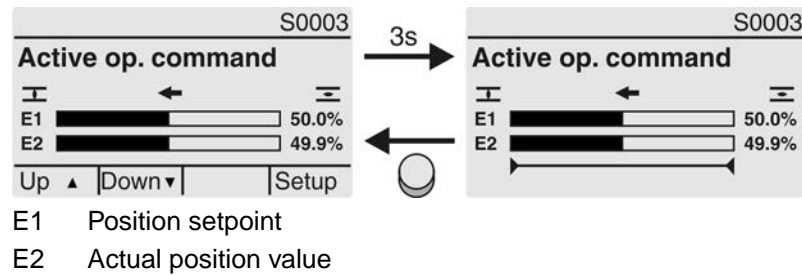 S0003
Active op. command
E1 50.0%
E2 49.9%
Up ▲ Down ▼ Setup
3s
S0003
Active op. command
E1 50.0%
E2 49.9%
E1 Position setpoint
E2 Actual position value